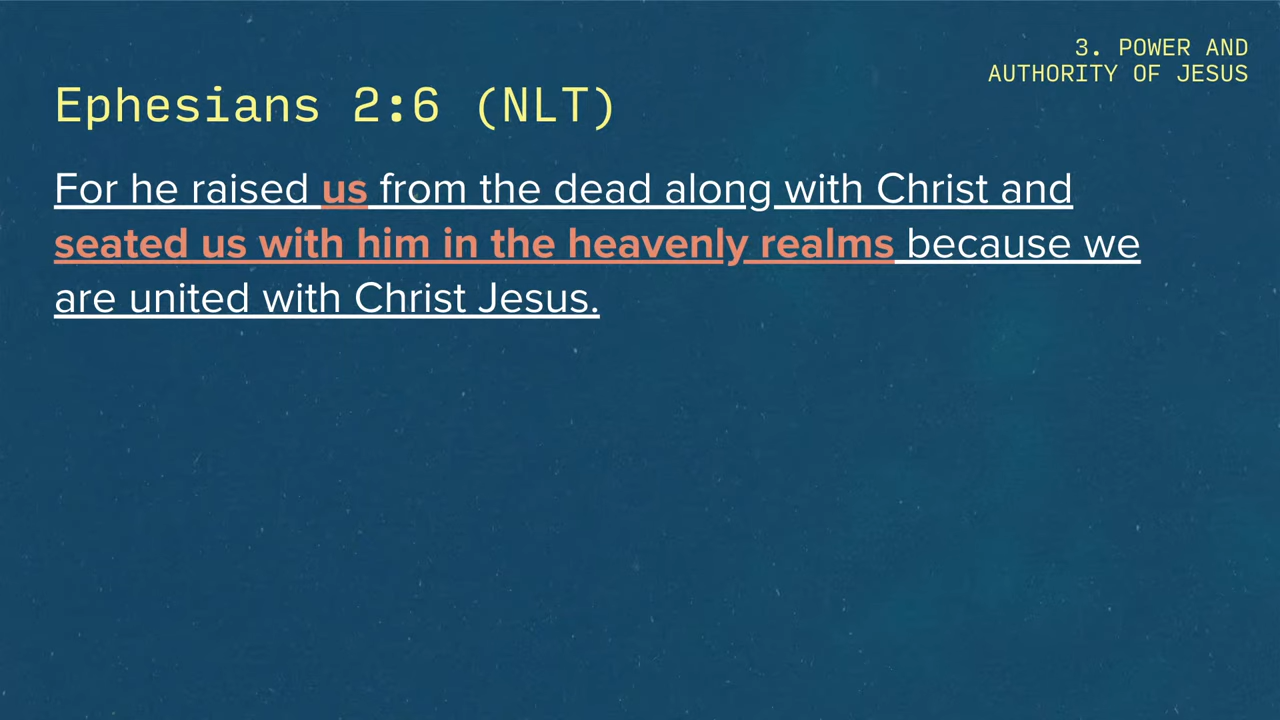 3. POWER AND
AUTHORITY OF JESUS
Ephesians 2:6 (NLT)
For he raised us from the dead along with Christ and
seated us with him in the heavenly realms because we
are united with Christ Jesus.